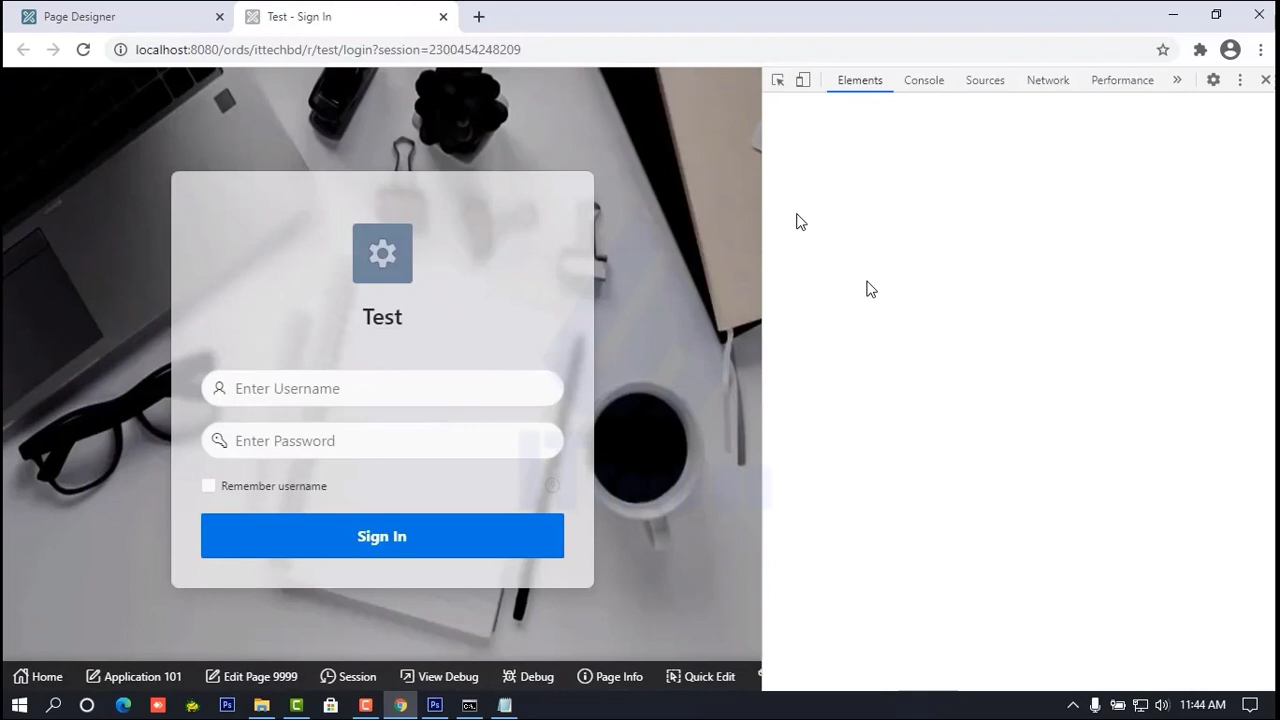 Page Designer
Test - Sign In
localhost:8080/ords/ittechbd/r/test/login?session=2300454248209
Elements Console Sources Network Performance
Test
Enter Username
Enter Password
Remember username
Sign In
Home Application 101 Edit Page 9999 Session View Debug Debug Page Info Quick Edit
11:44 AM